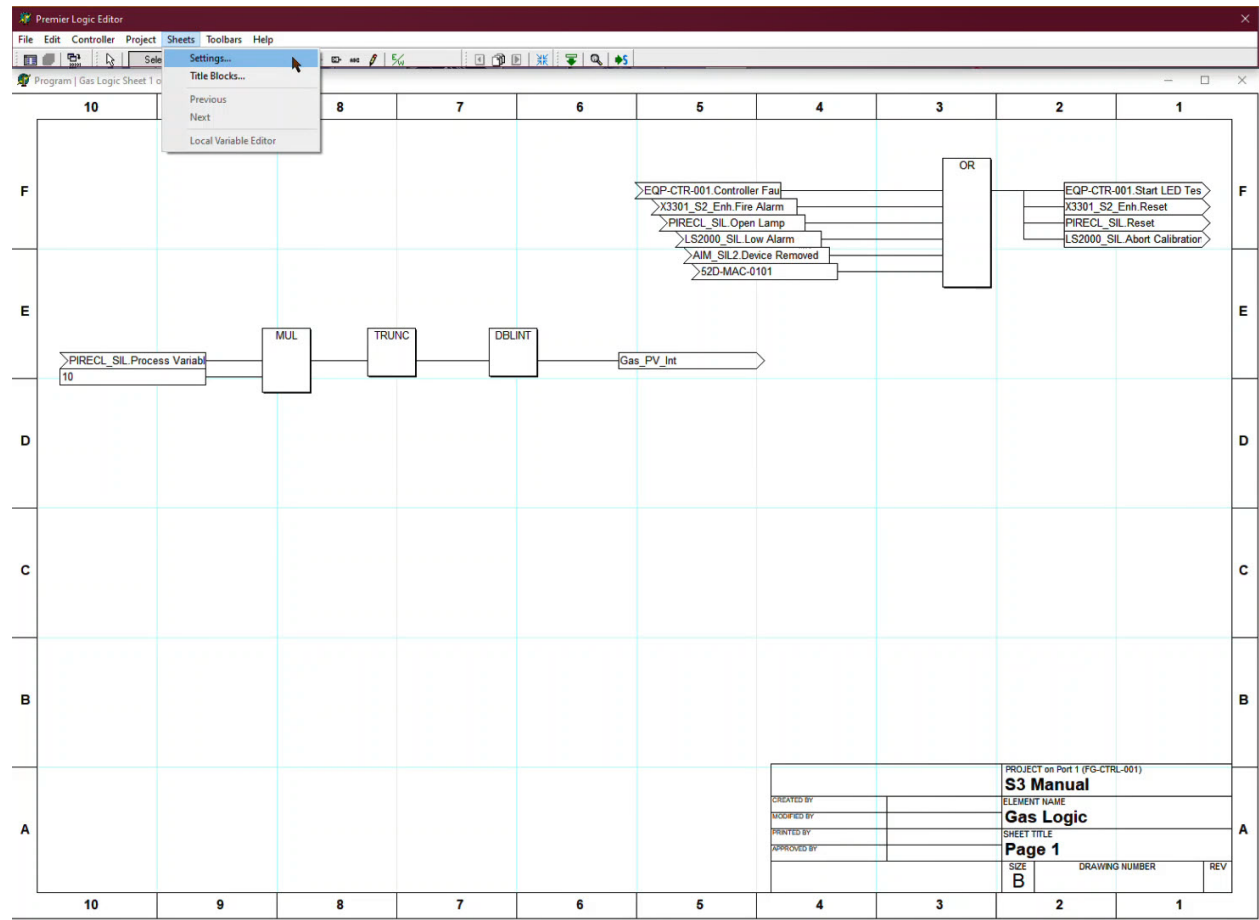 Premier Logic Editor
File Edit Controller Project Sheets Toolbars Help
Sele
Settings...
Title Blocks...
Previous
Next
Local Variable Editor
Program | Gas Logic Sheet 1 o
10 8 7 6 5 4 3 2 1
F
OR
F
EQP-CTR-001.Controller Fau
EQP-CTR-001.Start LED Tes
X3301_S2_Enh.Fire Alarm
X3301_S2_Enh.Reset
PIRECL_SIL.Open Lamp
PIRECL_SIL.Reset
LS2000_SIL.Low Alarm
LS2000_SIL.Abort Calibration
AIM_SIL2.Device Removed
52D-MAC-0101
E
E
MUL
TRUNC
DBLINT
PIRECL_SIL.Process Variabl
Gas_PV_Int
10
D
D
C
C
B
B
A
A
PROJECT on Port 1 (FG-CTRL-001)
S3 Manual
CREATED BY
ELEMENT NAME
MODIFIED BY
Gas Logic
PRINTED BY
SHEET TITLE
APPROVED BY
Page 1
SIZE
DRAWING NUMBER
REV
B
10 9 8 7 6 5 4 3 2 1